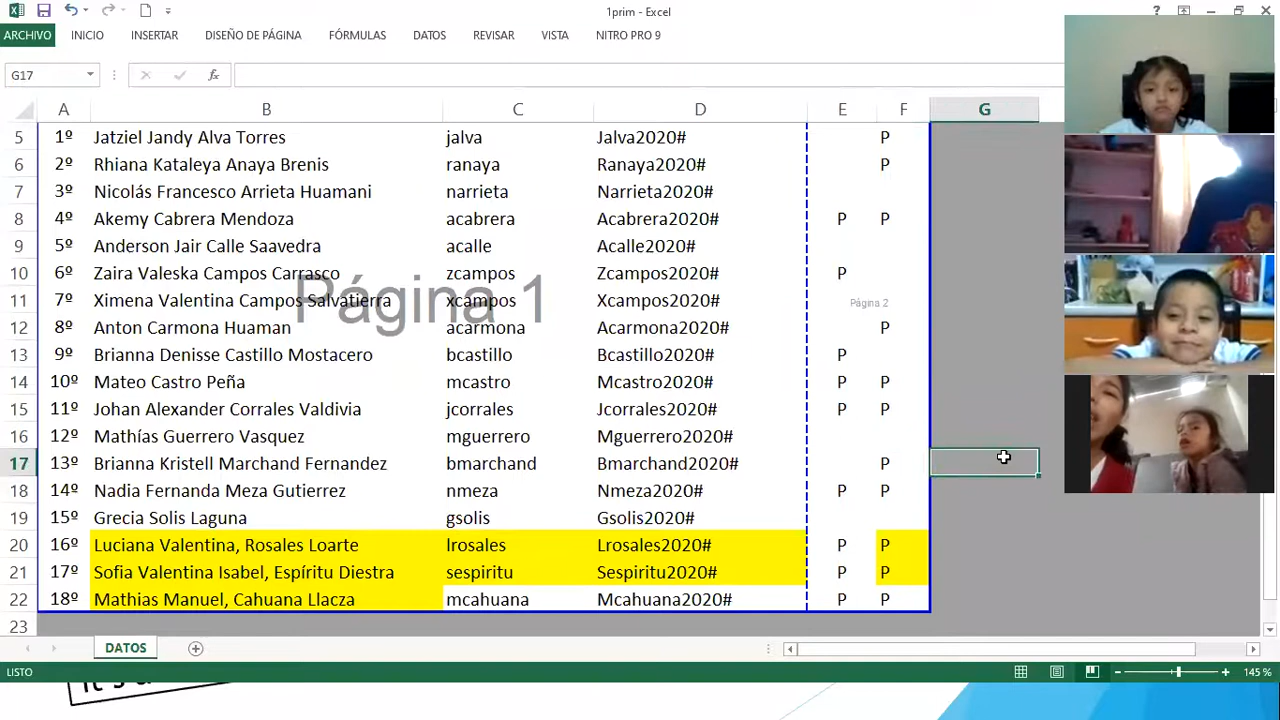 1prim - Excel
ARCHIVO INICIO INSERTAR DISEÑO DE PÁGINA FÓRMULAS DATOS REVISAR VISTA NITRO PRO 9
G17 fx
A B C D E F G
5 1º Jatziel Jandy Alva Torres jalva Jalva2020# P
6 2º Rhiana Kataleya Anaya Brenis ranaya Ranaya2020# P
7 3º Nicolás Francesco Arrieta Huamani narrieta Narrieta2020#
8 4º Akemy Cabrera Mendoza acabrera Acabrera2020# P P
9 5º Anderson Jair Calle Saavedra acalle Acalle2020#
10 6º Zaira Valeska Campos Carrasco zcampos Zcampos2020# P
11 7º Ximena Valentina Campos Salvatierra xcampos Xcampos2020#
Página 1
Página 2
12 8º Anton Carmona Huaman acarmona Acarmona2020# P
13 9º Brianna Denisse Castillo Mostacero bcastillo Bcastillo2020# P
14 10º Mateo Castro Peña mcastro Mcastro2020# P P
15 11º Johan Alexander Corrales Valdivia jcorrales Jcorrales2020# P P
16 12º Mathías Guerrero Vasquez mguerrero Mguerrero2020#
17 13º Brianna Kristell Marchand Fernandez bmarchand Bmarchand2020# P
18 14º Nadia Fernanda Meza Gutierrez nmeza Nmeza2020# P P
19 15º Grecia Solis Laguna gsolis Gsolis2020#
20 16º Luciana Valentina, Rosales Loarte lrosales Lrosales2020# P P
21 17º Sofia Valentina Isabel, Espíritu Diestra sespiritu Sespiritu2020# P P
22 18º Mathias Manuel, Cahuana Llacza mcahuana Mcahuana2020# P P
23
DATOS
LISTO 145 %